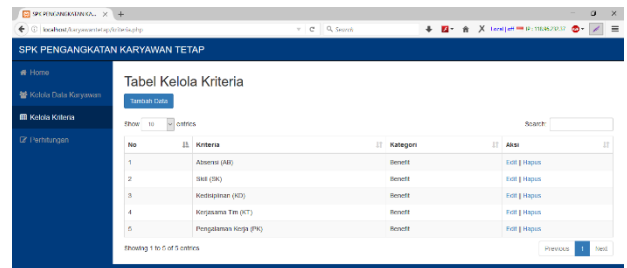 SPK PENGANGKATAN KA...
localhost/karyawantetap/kriteria.php
Search
SPK PENGANGKATAN KARYAWAN TETAP
Home
Kelola Data Karyawan
Kelola Kriteria
Perhitungan
Tabel Kelola Kriteria
Tambah Data
Show 10 entries
Search:
No Kriteria Kategori Aksi
1 Absensi (AB) Benefit Edit | Hapus
2 Skil (SK) Benefit Edit | Hapus
3 Kedisiplinan (KD) Benefit Edit | Hapus
4 Kerjasama Tim (KT) Benefit Edit | Hapus
5 Pengalaman Kerja (PK) Benefit Edit | Hapus
Showing 1 to 5 of 5 entries
Previous 1 Next